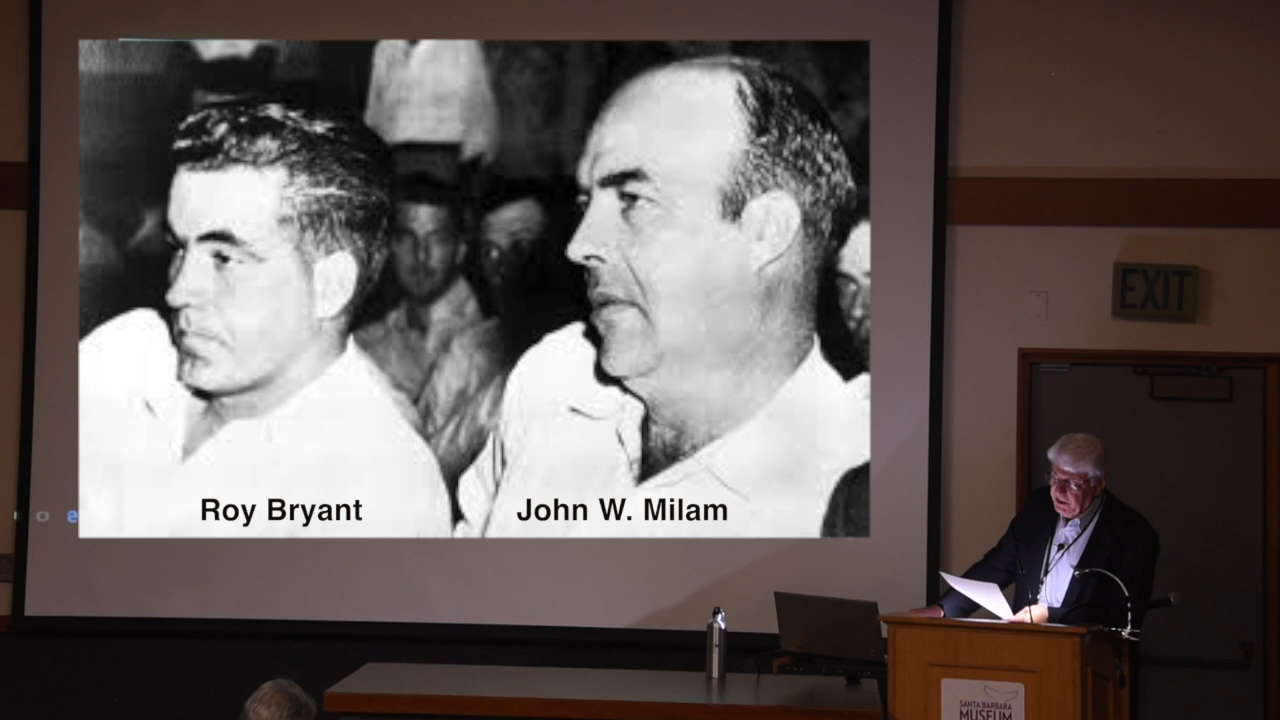 Roy Bryant
John W. Milam
EXIT
SANTA BARBARA
MUSEUM